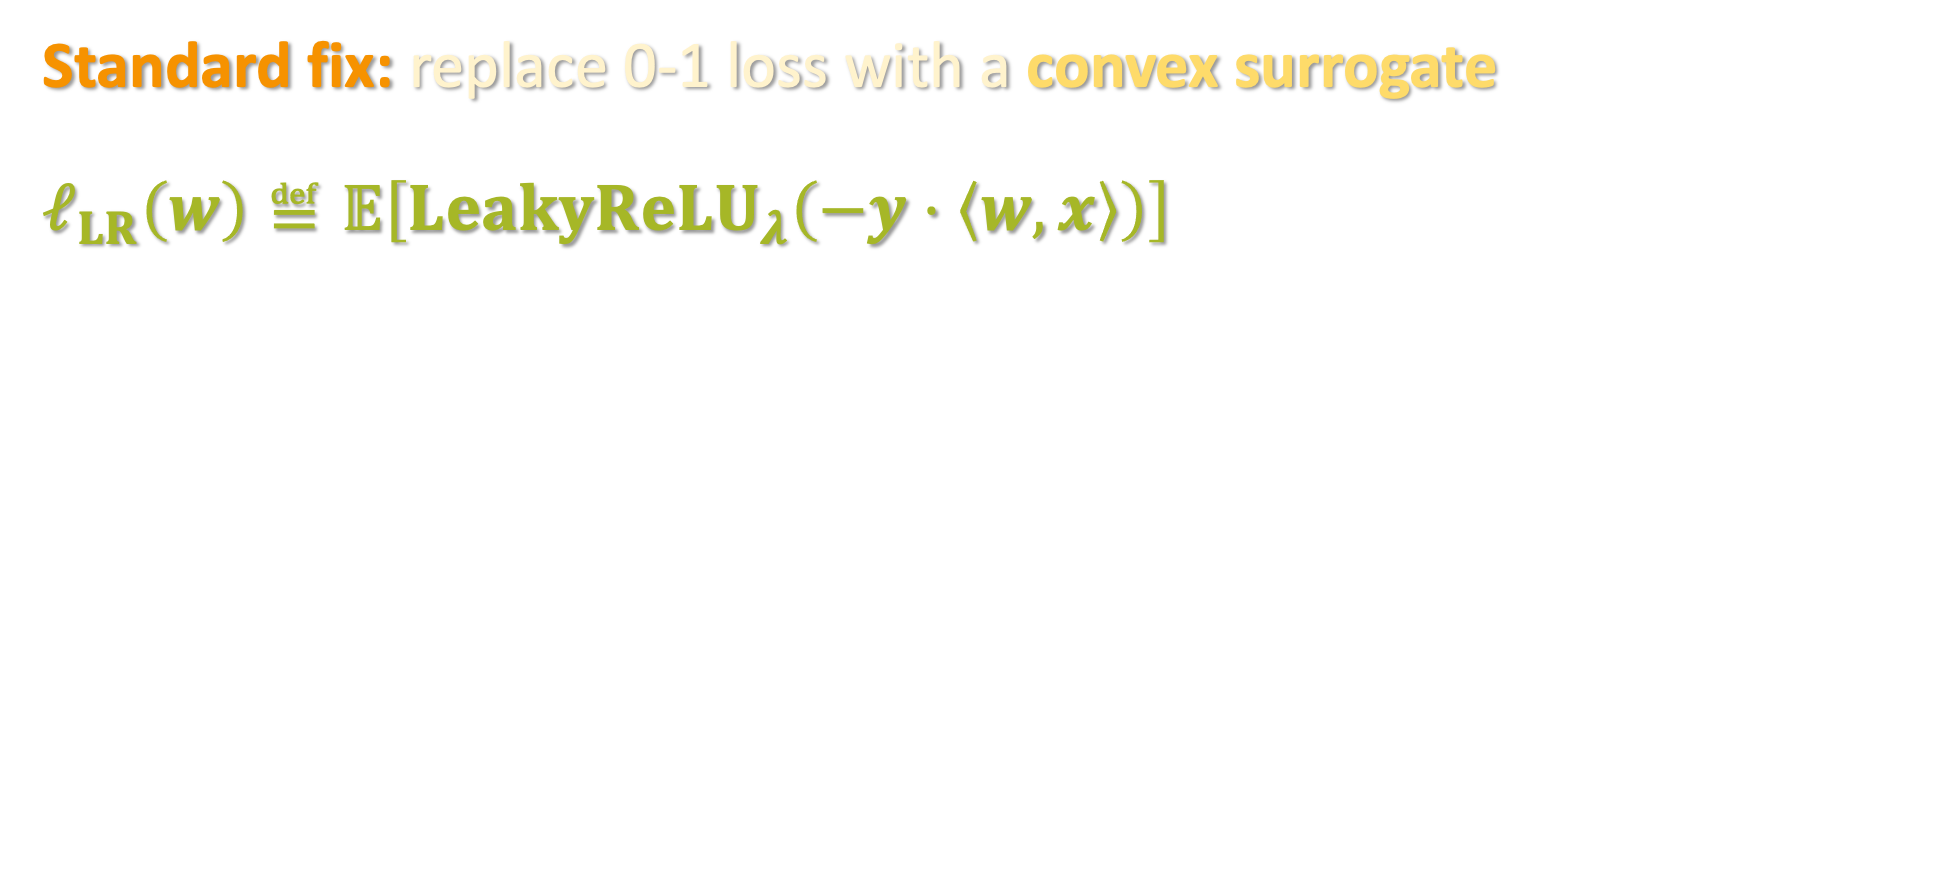 Standard fix: replace 0-1 loss with a convex surrogate
ℓ_LR(w) ≝ 𝔼[LeakyReLU_λ(−y · ⟨w, x⟩)]